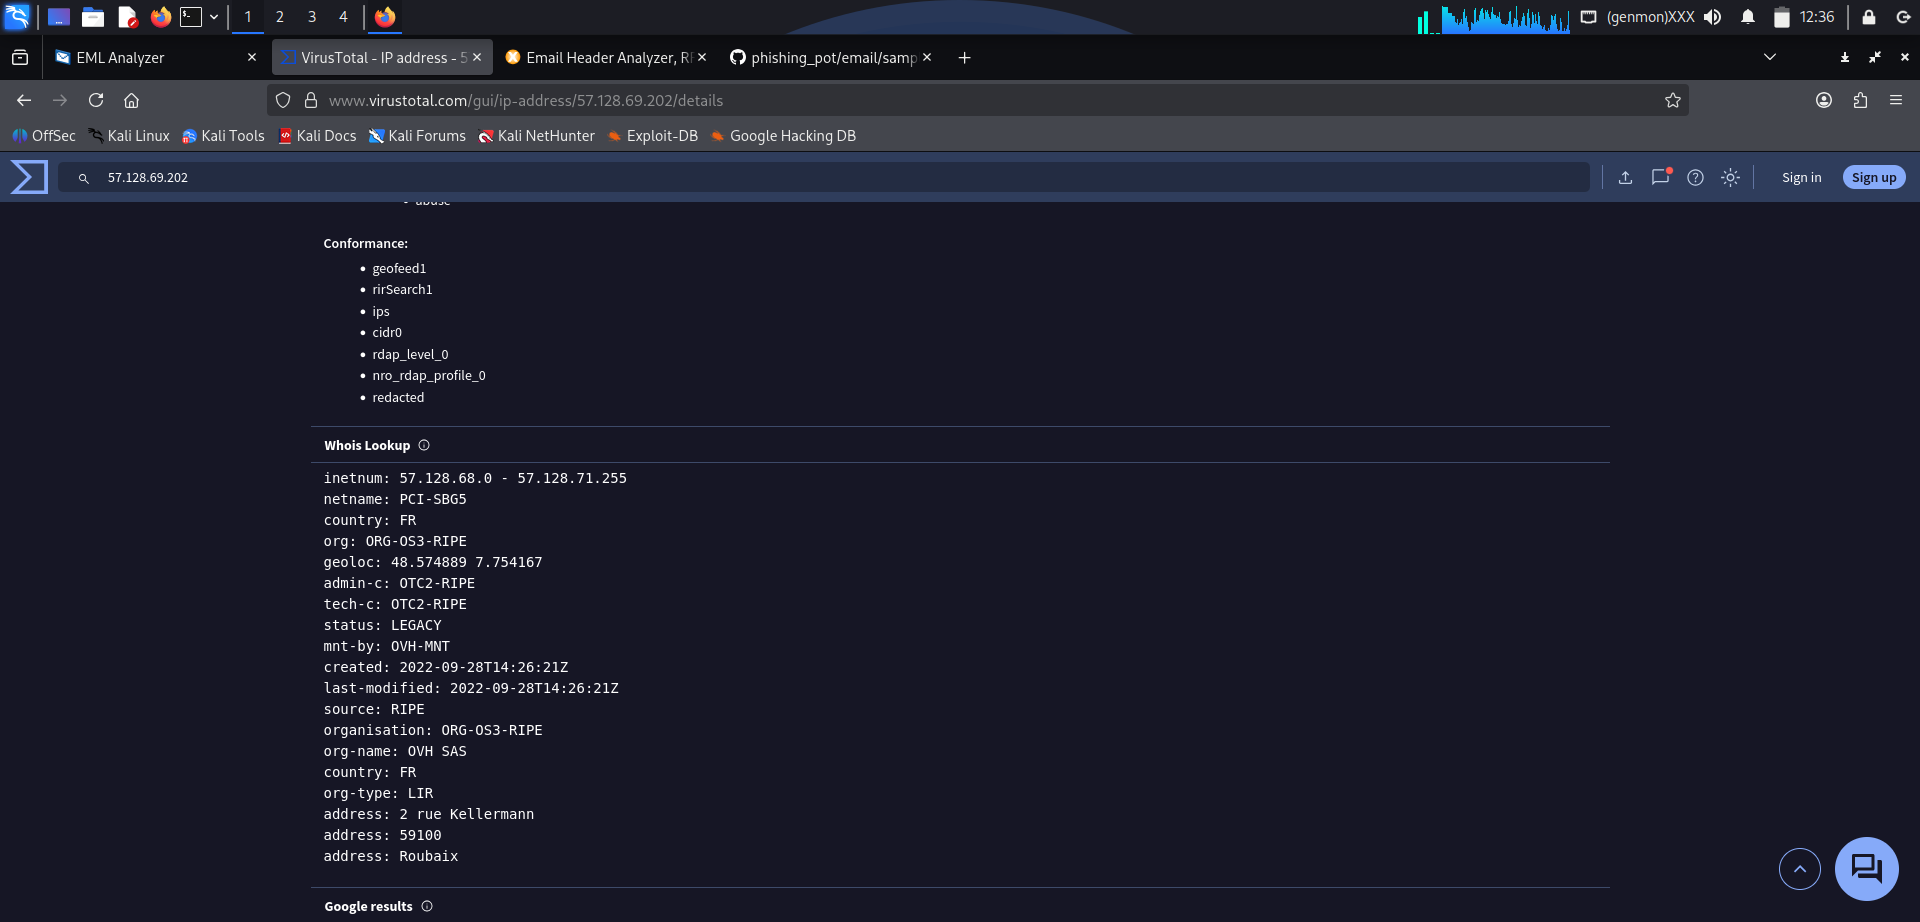 1 2 3 4 (genmon)XXX 12:36
EML Analyzer VirusTotal - IP address - 5 Email Header Analyzer, RF phishing_pot/email/samp
www.virustotal.com/gui/ip-address/57.128.69.202/details
OffSec Kali Linux Kali Tools Kali Docs Kali Forums Kali NetHunter Exploit-DB Google Hacking DB
57.128.69.202 Sign in Sign up
abuse
Conformance:
geofeed1
rirSearch1
ips
cidr0
rdap_level_0
nro_rdap_profile_0
redacted
Whois Lookup
inetnum: 57.128.68.0 - 57.128.71.255
netname: PCI-SBG5
country: FR
org: ORG-OS3-RIPE
geoloc: 48.574889 7.754167
admin-c: OTC2-RIPE
tech-c: OTC2-RIPE
status: LEGACY
mnt-by: OVH-MNT
created: 2022-09-28T14:26:21Z
last-modified: 2022-09-28T14:26:21Z
source: RIPE
organisation: ORG-OS3-RIPE
org-name: OVH SAS
country: FR
org-type: LIR
address: 2 rue Kellermann
address: 59100
address: Roubaix
Google results